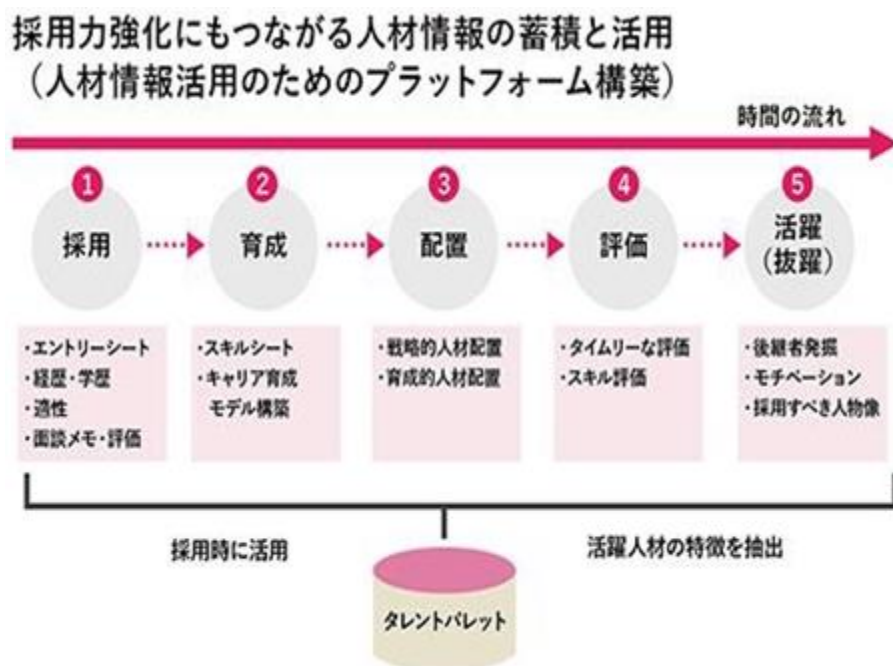 採用力強化にもつながる人材情報の蓄積と活用
（人材情報活用のためのプラットフォーム構築）
時間の流れ
1
採用
2
育成
3
配置
4
評価
5
活躍
（抜躍）
・エントリーシート
・経歴・学歴
・適性
・面談メモ・評価
・スキルシート
・キャリア育成
モデル構築
・戦略的人材配置
・育成的人材配置
・タイムリーな評価
・スキル評価
・後継者発掘
・モチベーション
・採用すべき人物像
採用時に活用
活躍人材の特徴を抽出
タレントパレット